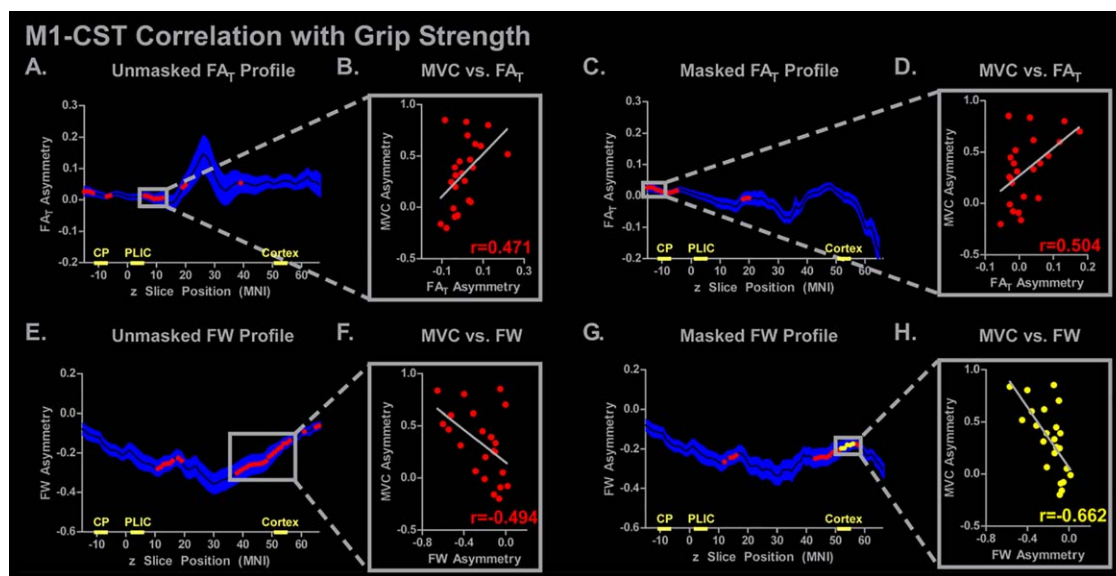 M1-CST Correlation with Grip Strength
A. Unmasked FA_T Profile
FA_T Asymmetry
0.3
0.2
0.1
0.0
-0.1
-0.2
CP PLIC Cortex
-10 0 10 20 30 40 50 60
z Slice Position (MNI)
B. MVC vs. FA_T
MVC Asymmetry
1.0
0.5
0.0
-0.5
r=0.471
-0.1 0.1 0.3
FA_T Asymmetry
C. Masked FA_T Profile
FA_T Asymmetry
0.3
0.2
0.1
0.0
-0.1
-0.2
CP PLIC Cortex
-10 0 10 20 30 40 50 60
z Slice Position (MNI)
D. MVC vs. FA_T
MVC Asymmetry
1.0
0.5
0.0
-0.5
r=0.504
-0.1 0.0 0.1 0.2
FA_T Asymmetry
E. Unmasked FW Profile
FW Asymmetry
0.2
0.0
-0.2
-0.4
-0.6
CP PLIC Cortex
-10 0 10 20 30 40 50 60
z Slice Position (MNI)
F. MVC vs. FW
MVC Asymmetry
1.0
0.5
0.0
-0.5
r=-0.494
-0.8 -0.4 0.0
FW Asymmetry
G. Masked FW Profile
FW Asymmetry
0.2
0.0
-0.2
-0.4
-0.6
CP PLIC Cortex
-10 0 10 20 30 40 50 60
z Slice Position (MNI)
H. MVC vs. FW
MVC Asymmetry
1.0
0.5
0.0
-0.5
r=-0.662
-0.8 -0.4 0.0
FW Asymmetry